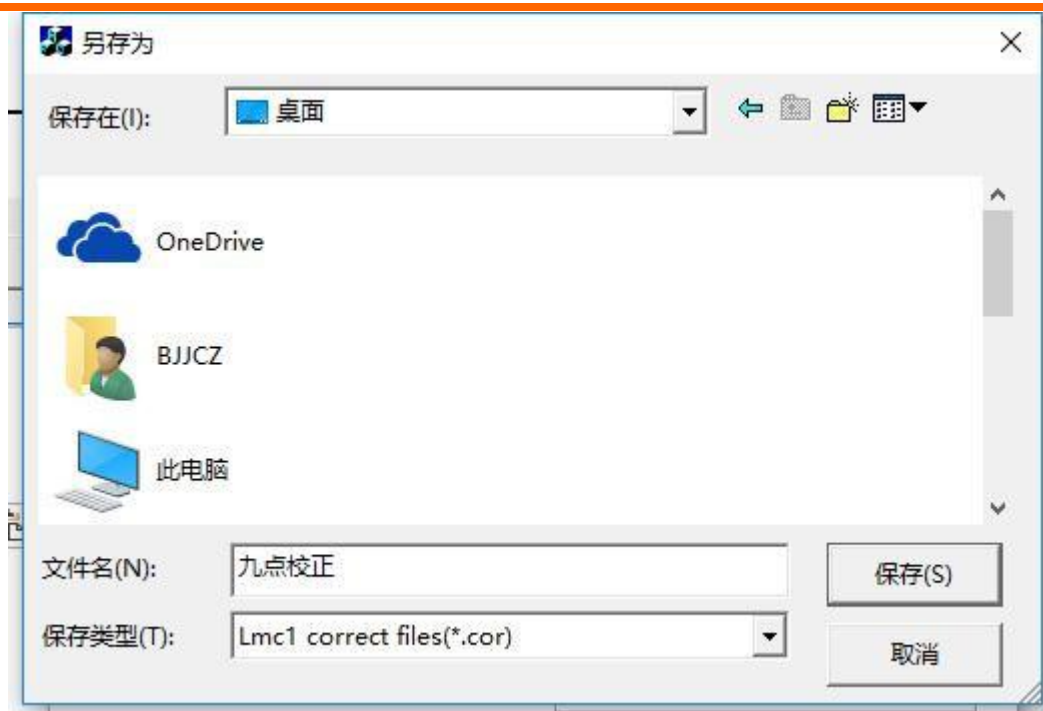 另存为
保存在(I):
桌面
OneDrive
BJJCZ
此电脑
文件名(N):
九点校正
保存(S)
保存类型(T):
Lmc1 correct files(*.cor)
取消